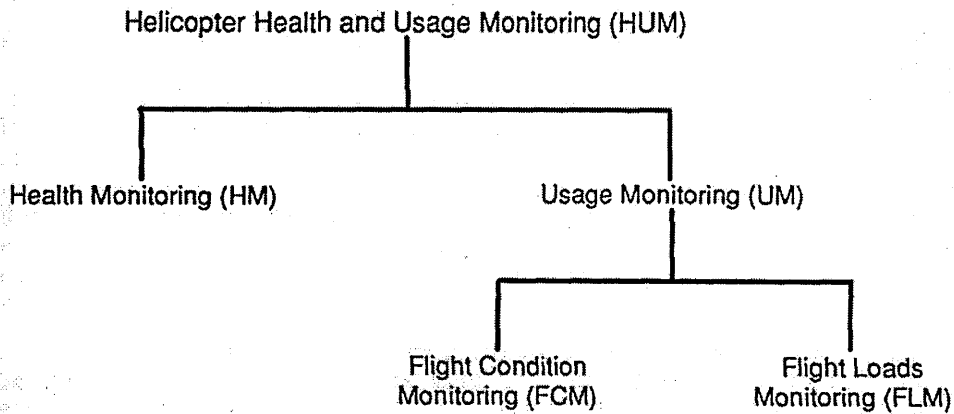 Helicopter Health and Usage Monitoring (HUM)
Health Monitoring (HM)
Usage Monitoring (UM)
Flight Condition
Monitoring (FCM)
Flight Loads
Monitoring (FLM)